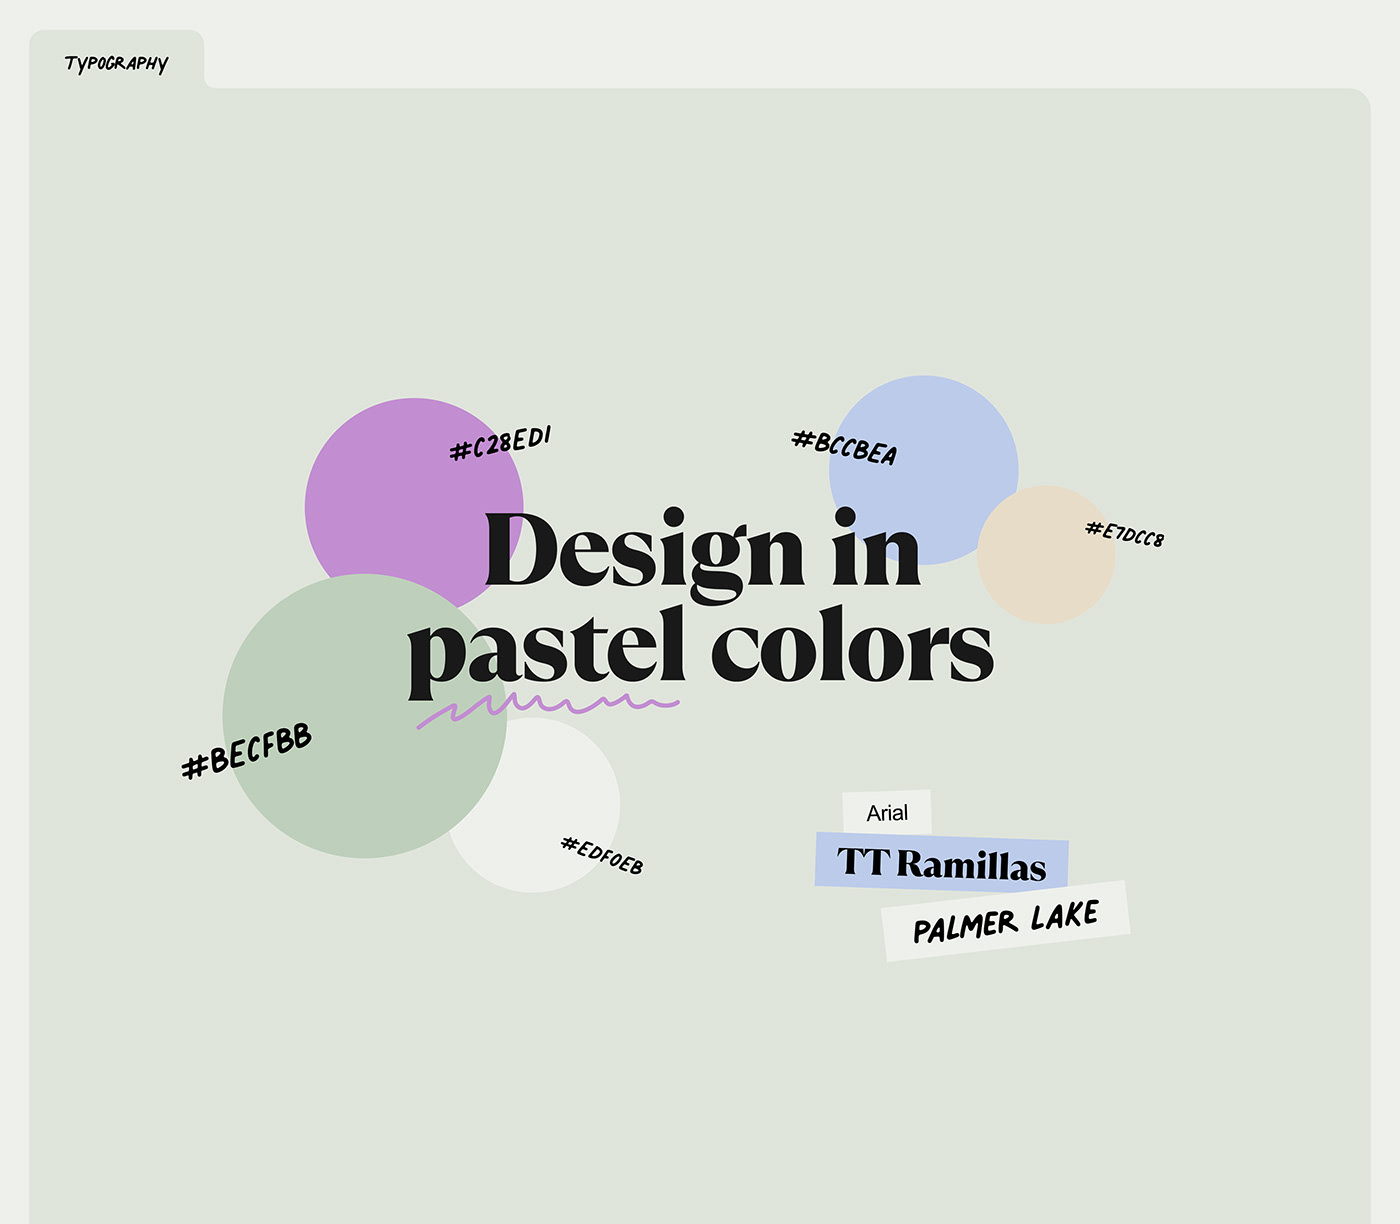 TYPOGRAPHY
#C28ED1
#BCCBEA
#E7DCC8
Design in
pastel colors
#BECFBB
#EDF0EB
Arial
TT Ramillas
PALMER LAKE